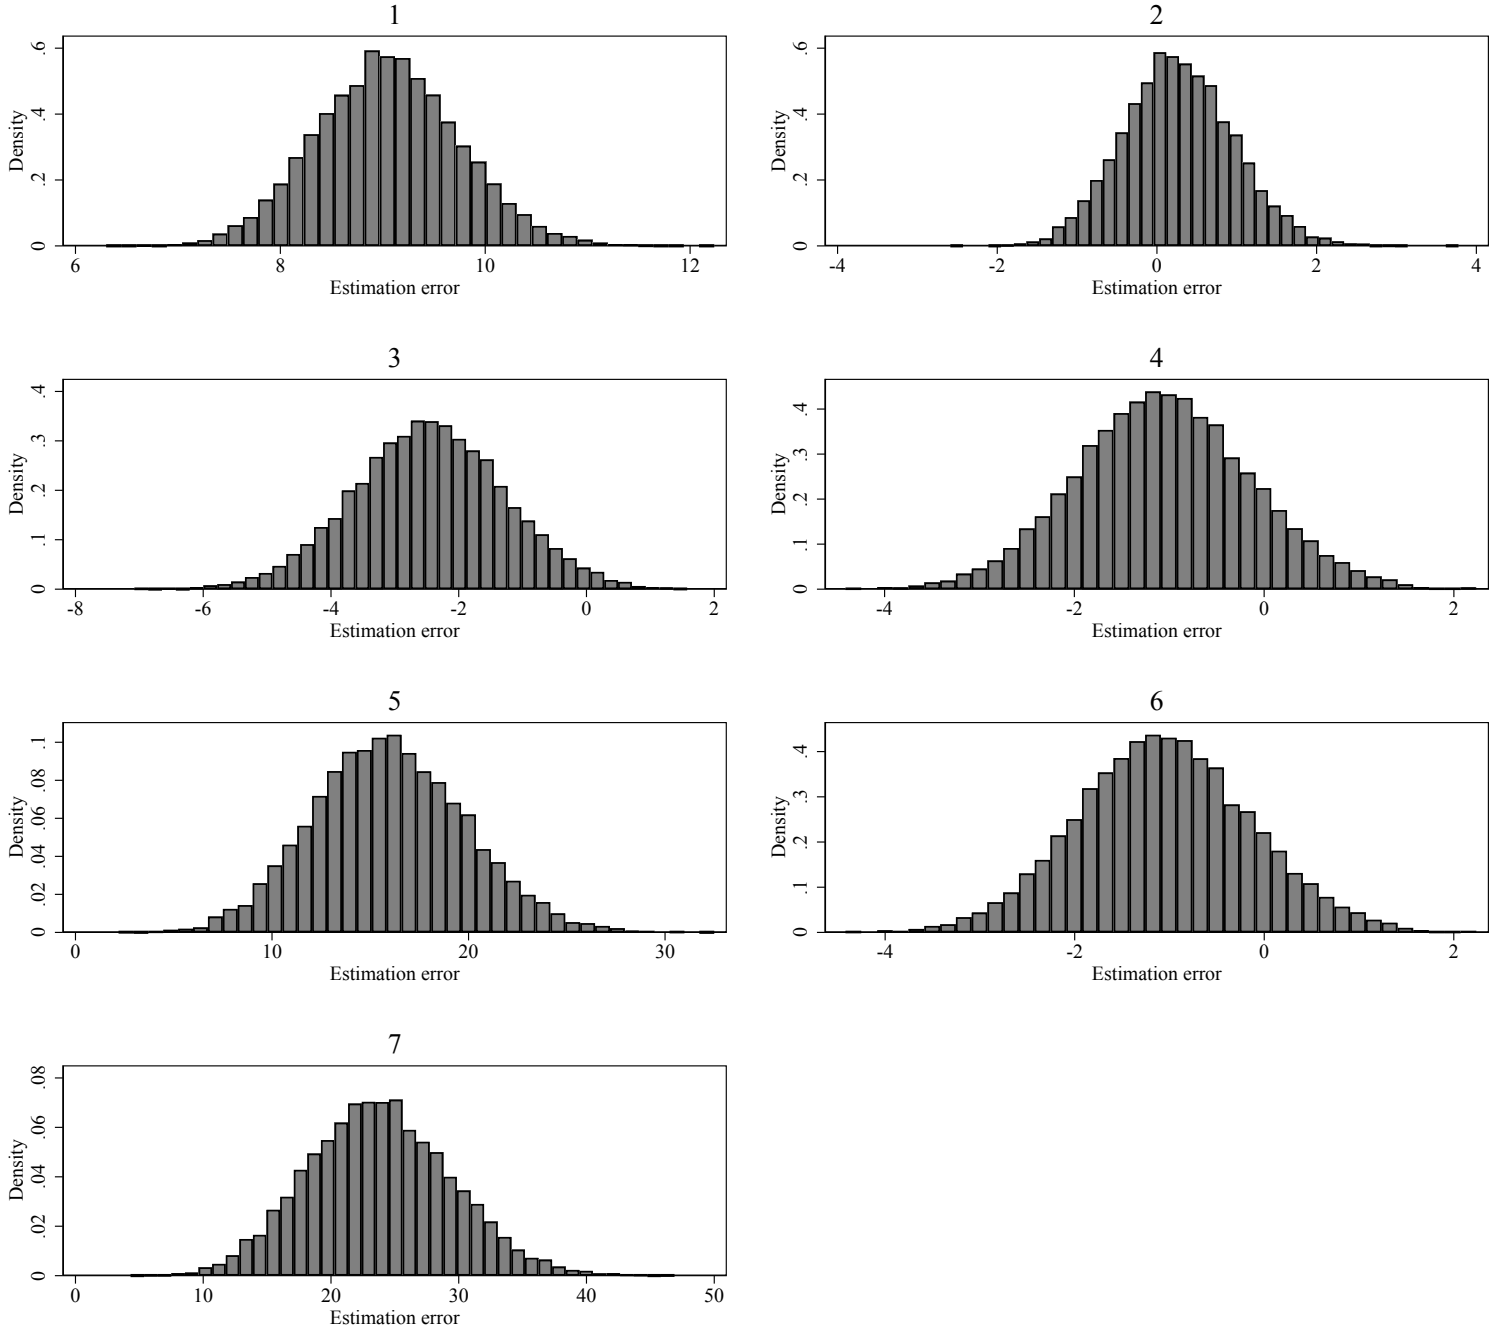 1
Density
0 .2 .4 .6
6 8 10 12
Estimation error
2
Density
0 .2 .4 .6
-4 -2 0 2 4
Estimation error
3
Density
0 .1 .2 .3 .4
-8 -6 -4 -2 0 2
Estimation error
4
Density
0 .1 .2 .3 .4
-4 -2 0 2
Estimation error
5
Density
0 .02 .04 .06 .08 .1
0 10 20 30
Estimation error
6
Density
0 .1 .2 .3 .4
-4 -2 0 2
Estimation error
7
Density
0 .02 .04 .06 .08
0 10 20 30 40 50
Estimation error